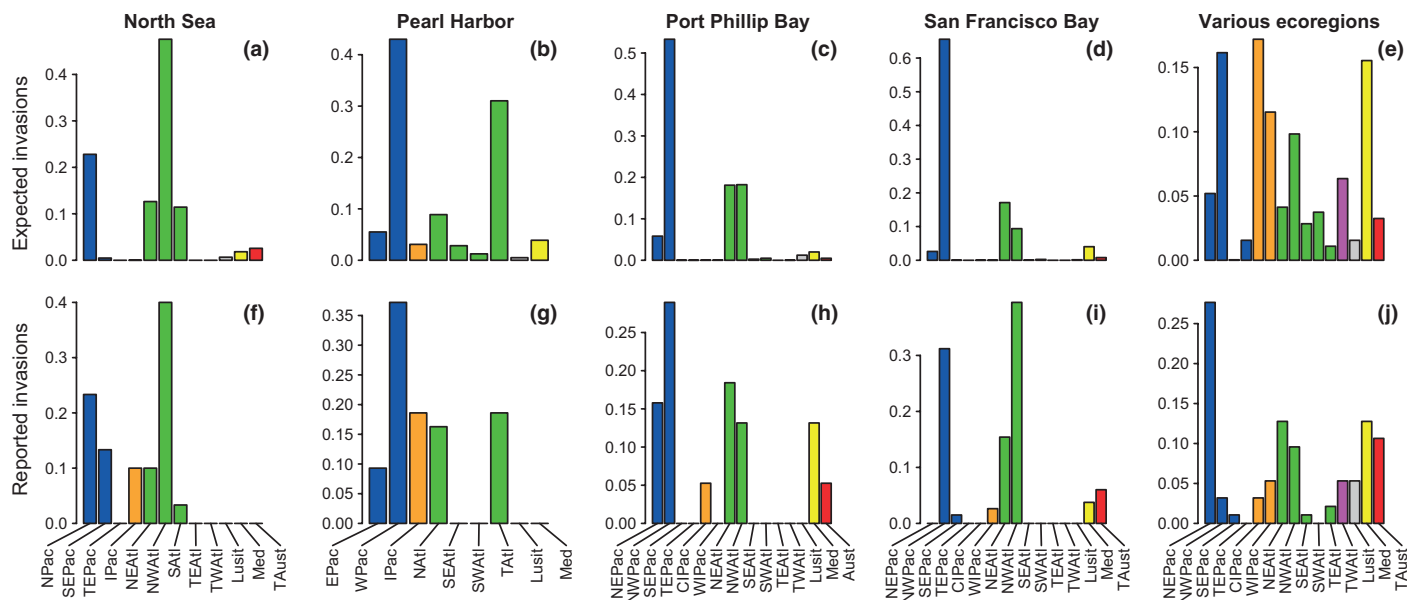 North Sea
Pearl Harbor
Port Phillip Bay
San Francisco Bay
Various ecoregions
Expected invasions
(a)
0.4
0.3
0.2
0.1
0.0
(b)
0.4
0.3
0.2
0.1
0.0
(c)
0.5
0.4
0.3
0.2
0.1
0.0
(d)
0.6
0.5
0.4
0.3
0.2
0.1
0.0
(e)
0.15
0.10
0.05
0.00
Reported invasions
(f)
0.4
0.3
0.2
0.1
0.0
(g)
0.35
0.30
0.25
0.20
0.15
0.10
0.05
0.00
(h)
0.25
0.20
0.15
0.10
0.05
0.00
(i)
0.3
0.2
0.1
0.0
(j)
0.25
0.20
0.15
0.10
0.05
0.00
NPac
SEPac
TEPac
IPac
NEAtl
NWAtl
SAtl
TEAtl
TWAtl
Lusit
Med
TAust
EPac
WPac
IPac
NAtl
SEAtl
SWAtl
TAtl
Lusit
Med
NEPac
NWPac
SEPac
TEPac
CIPac
WIPac
NEAtl
NWAtl
SEAtl
SWAtl
TEAtl
TWAtl
Lusit
Med
Aust
NEPac
NWPac
SEPac
TEPac
CIPac
WIPac
NEAtl
NWAtl
SEAtl
SWAtl
TEAtl
TWAtl
Lusit
Med
TAust
NEPac
NWPac
SEPac
TEPac
CIPac
WIPac
NEAtl
NWAtl
SEAtl
SWAtl
TEAtl
TWAtl
Lusit
Med
TAust